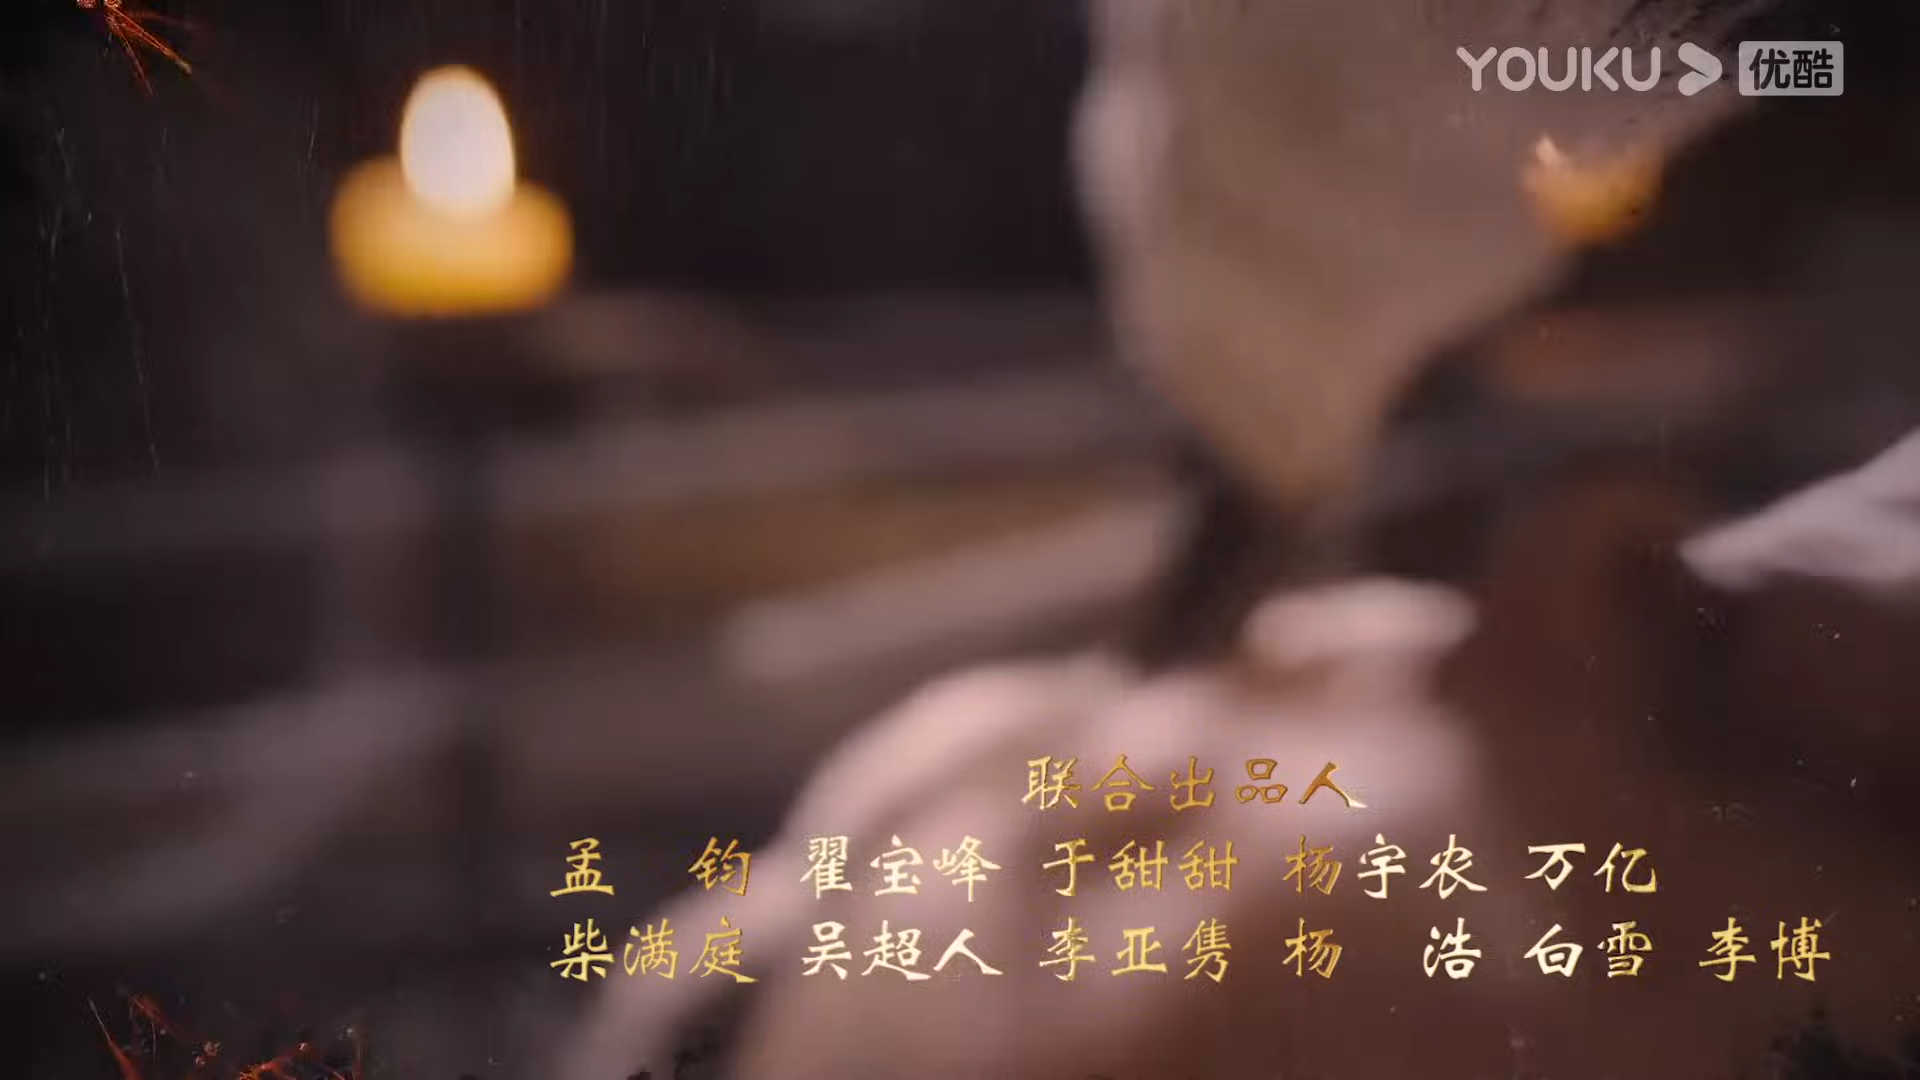 YOUKU 优酷
联合出品人
孟 钧 翟宝峰 于甜甜 杨宇农 万亿
柴满庭 吴超人 李亚隽 杨 浩 白雪 李博